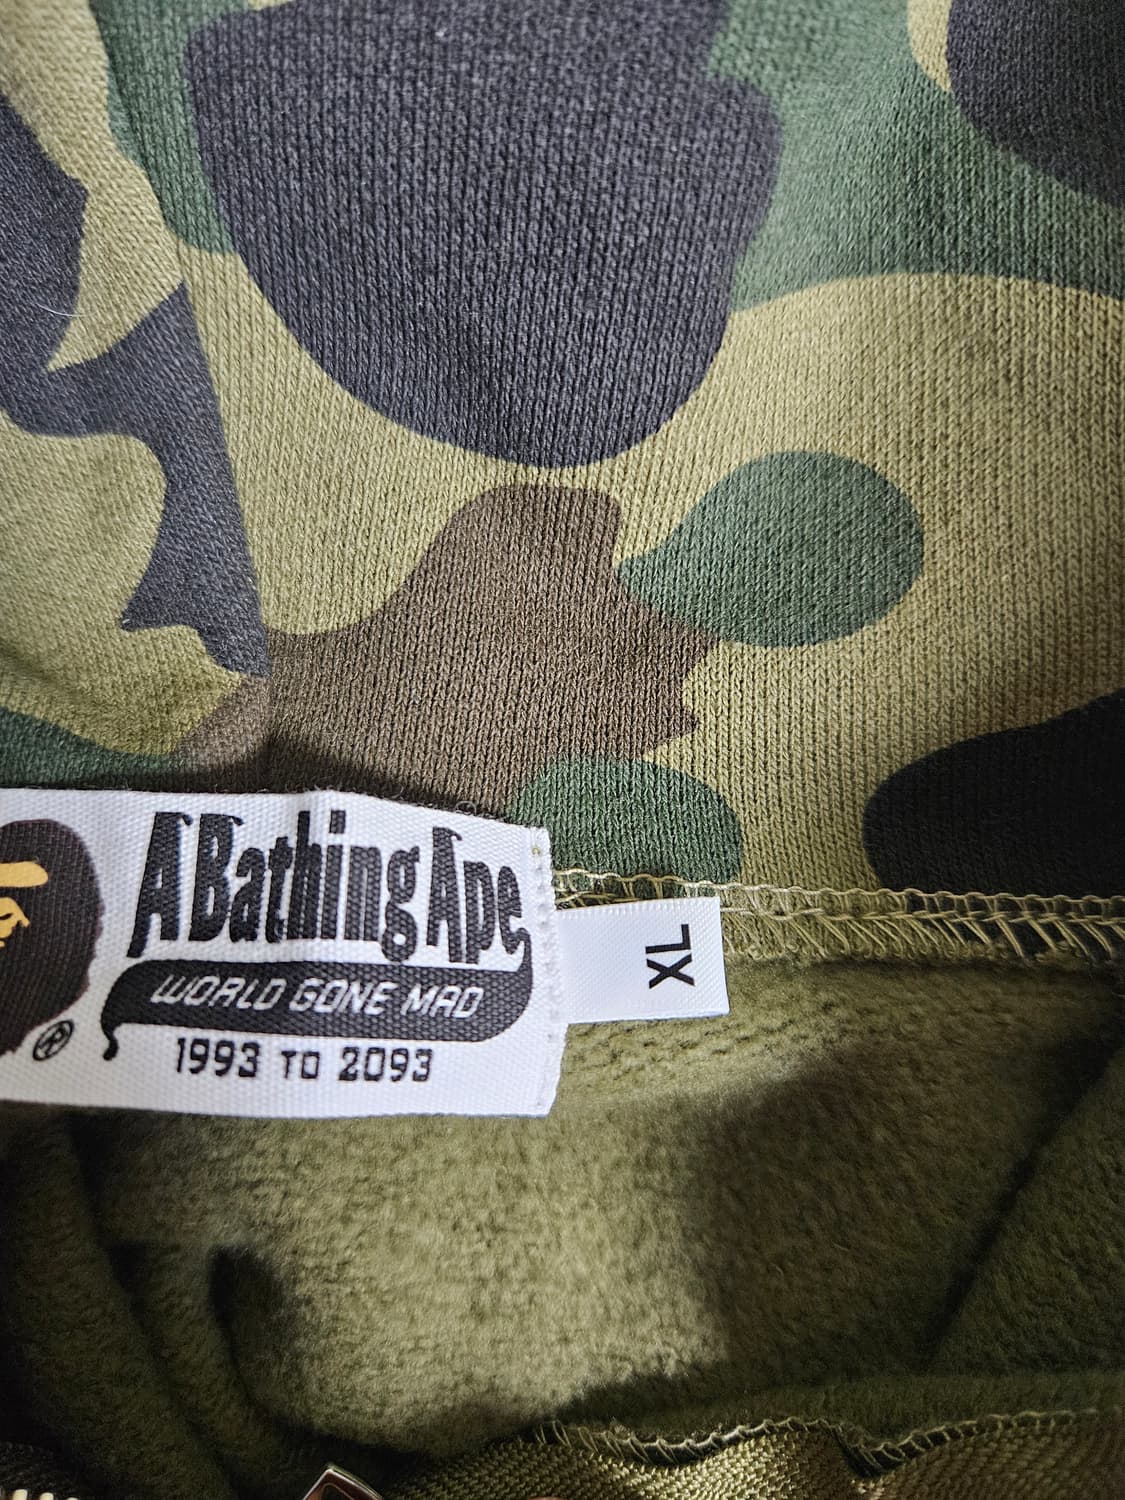 A Bathing Ape
WORLD GONE MAD
®
1993 TO 2093
XL